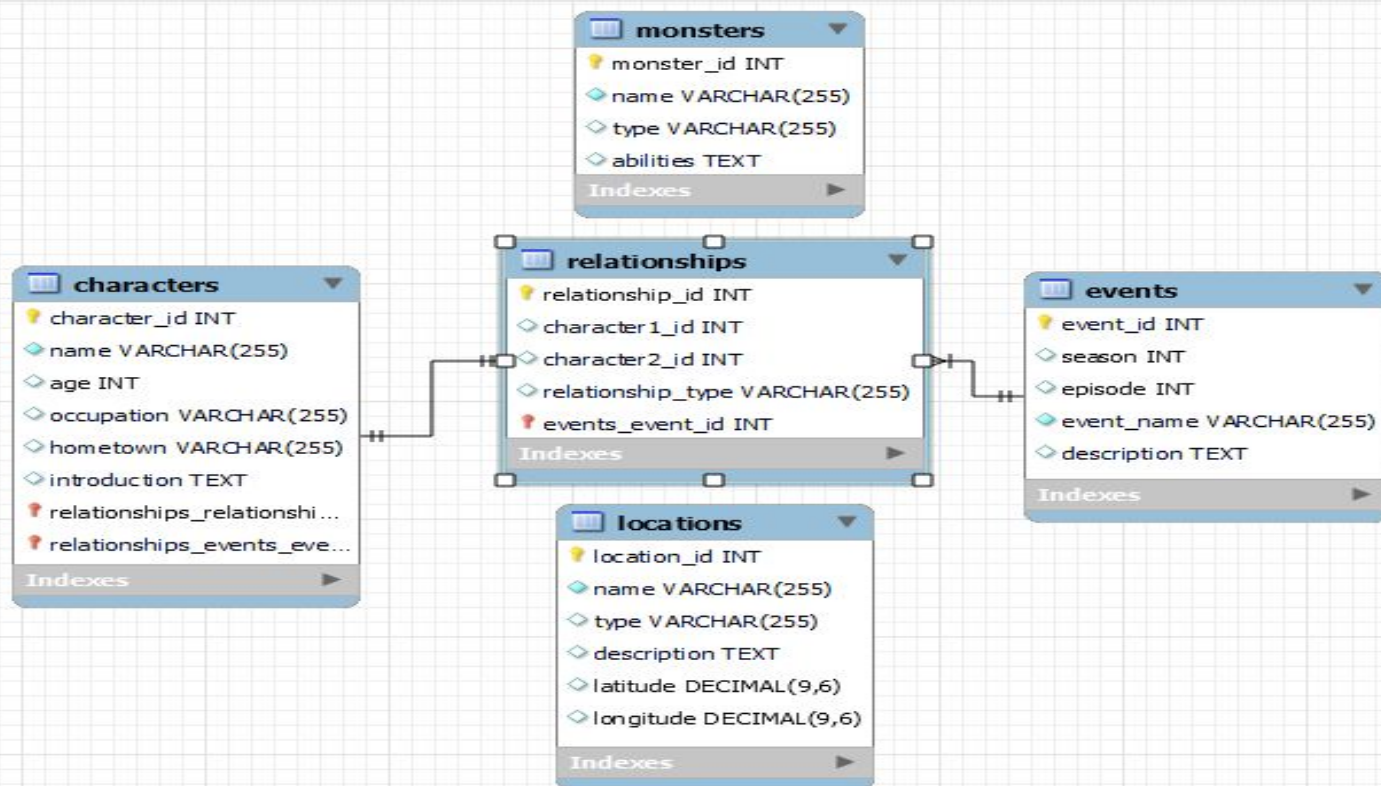 monsters
monster_id INT
name VARCHAR(255)
type VARCHAR(255)
abilities TEXT
Indexes
characters
character_id INT
name VARCHAR(255)
age INT
occupation VARCHAR(255)
hometown VARCHAR(255)
introduction TEXT
relationships_relationshi...
relationships_events_eve...
Indexes
relationships
relationship_id INT
character1_id INT
character2_id INT
relationship_type VARCHAR(255)
events_event_id INT
Indexes
events
event_id INT
season INT
episode INT
event_name VARCHAR(255)
description TEXT
Indexes
locations
location_id INT
name VARCHAR(255)
type VARCHAR(255)
description TEXT
latitude DECIMAL(9,6)
longitude DECIMAL(9,6)
Indexes